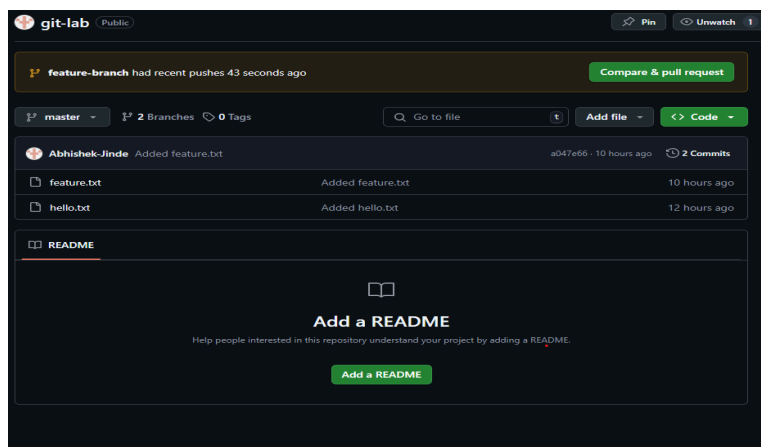 git-lab Public Pin Unwatch 1
feature-branch had recent pushes 43 seconds ago Compare & pull request
master 2 Branches 0 Tags Go to file t Add file <> Code
Abhishek-Jinde Added feature.txt a047e66 · 10 hours ago 2 Commits
feature.txt Added feature.txt 10 hours ago
hello.txt Added hello.txt 12 hours ago
README
Add a README
Help people interested in this repository understand your project by adding a README.
Add a README